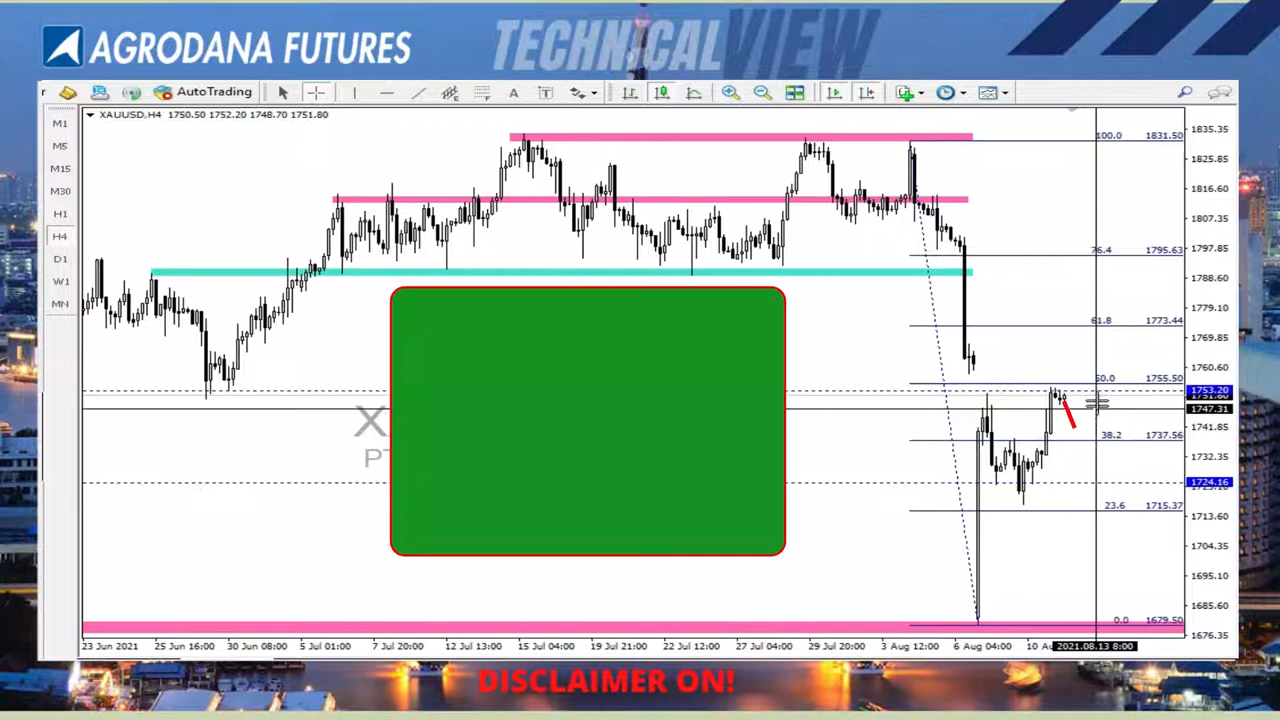 AGRODANA FUTURES
TECHNICAL VIEW
AutoTrading
A
T
M1
M5
M15
M30
H1
H4
D1
W1
MN
XAUUSD,H4 1750.50 1752.20 1748.70 1751.80
100.0 1831.50
76.4 1795.63
61.8 1773.44
50.0 1755.50
38.2 1737.56
23.6 1715.37
0.0 1679.50
1835.35
1825.85
1816.60
1807.35
1797.85
1788.60
1779.10
1769.85
1760.60
1753.20
1747.31
1741.85
1732.35
1724.16
1713.60
1704.35
1695.10
1685.60
1676.35
X
PT
23 Jun 2021
25 Jun 16:00
30 Jun 08:00
5 Jul 01:00
7 Jul 20:00
12 Jul 13:00
15 Jul 04:00
19 Jul 21:00
22 Jul 12:00
27 Jul 04:00
29 Jul 20:00
3 Aug 12:00
6 Aug 04:00
10 Au
2021.08.13 8:00
DISCLAIMER ON!